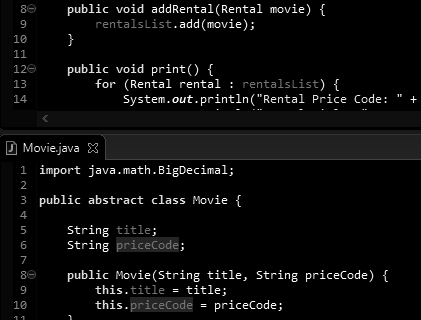 8 public void addRental(Rental movie) {
9 rentalsList.add(movie);
10 }
11
12 public void print() {
13 for (Rental rental : rentalsList) {
14 System.out.println("Rental Price Code: " +
Movie.java
1 import java.math.BigDecimal;
2
3 public abstract class Movie {
4
5 String title;
6 String priceCode;
7
8 public Movie(String title, String priceCode) {
9 this.title = title;
10 this.priceCode = priceCode;
11 }